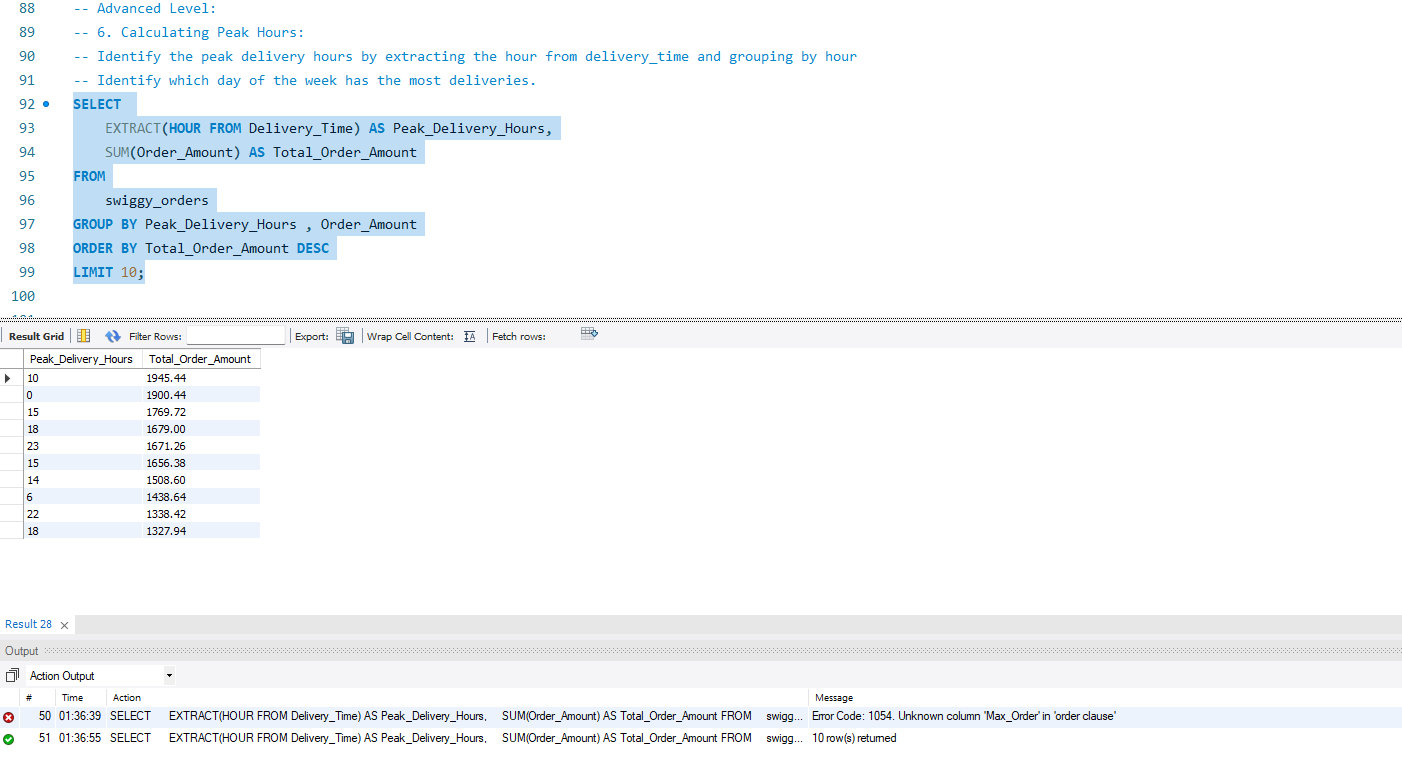 88 -- Advanced Level:
89 -- 6. Calculating Peak Hours:
90 -- Identify the peak delivery hours by extracting the hour from delivery_time and grouping by hour
91 -- Identify which day of the week has the most deliveries.
92 SELECT
93 EXTRACT(HOUR FROM Delivery_Time) AS Peak_Delivery_Hours,
94 SUM(Order_Amount) AS Total_Order_Amount
95 FROM
96 swiggy_orders
97 GROUP BY Peak_Delivery_Hours , Order_Amount
98 ORDER BY Total_Order_Amount DESC
99 LIMIT 10;
100
Result Grid Filter Rows: Export: Wrap Cell Content: Fetch rows:
Peak_Delivery_Hours Total_Order_Amount
10 1945.44
0 1900.44
15 1769.72
18 1679.00
23 1671.26
15 1656.38
14 1508.60
6 1438.64
22 1338.42
18 1327.94
Result 28
Output
Action Output
# Time Action Message
50 01:36:39 SELECT EXTRACT(HOUR FROM Delivery_Time) AS Peak_Delivery_Hours, SUM(Order_Amount) AS Total_Order_Amount FROM swigg... Error Code: 1054. Unknown column 'Max_Order' in 'order clause'
51 01:36:55 SELECT EXTRACT(HOUR FROM Delivery_Time) AS Peak_Delivery_Hours, SUM(Order_Amount) AS Total_Order_Amount FROM swigg... 10 row(s) returned